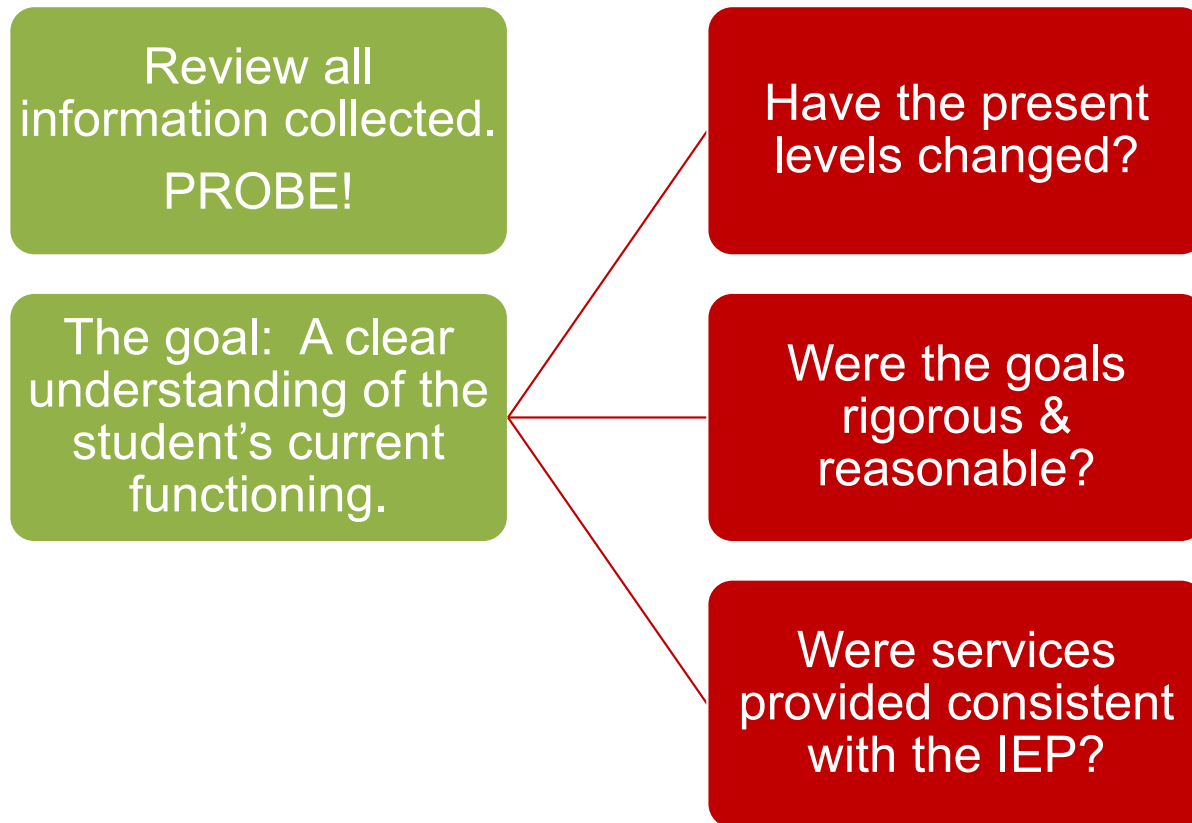 Review all
information collected.
PROBE!
The goal:  A clear
understanding of the
student’s current
functioning.
Have the present
levels changed?
Were the goals
rigorous &
reasonable?
Were services
provided consistent
with the IEP?